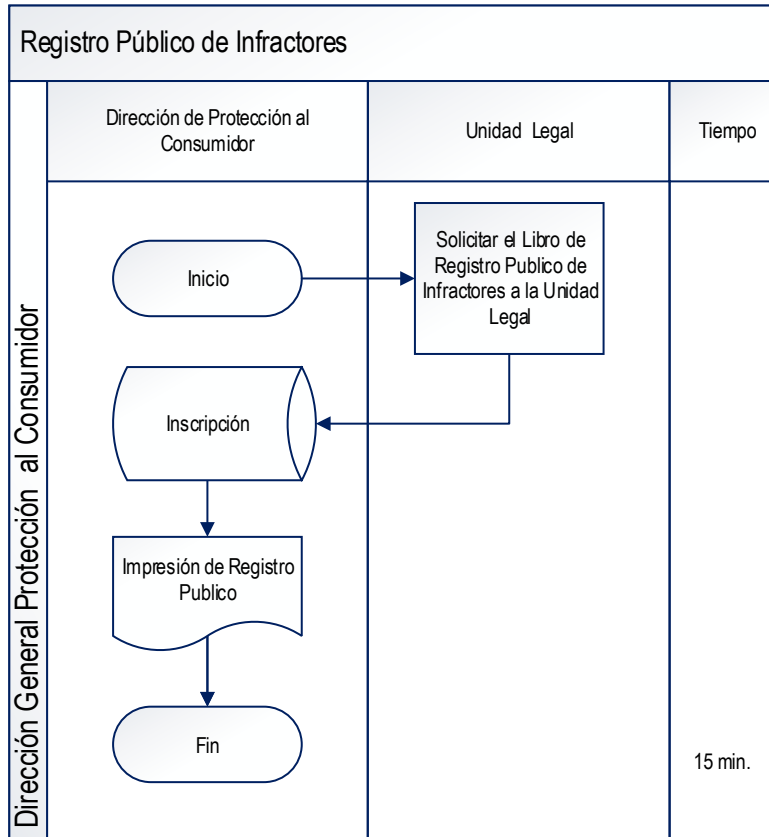 Registro Público de Infractores
Dirección General Protección al Consumidor
Dirección de Protección al
Consumidor
Unidad Legal
Tiempo
Inicio
Solicitar el Libro de
Registro Publico de
Infractores a la Unidad
Legal
Inscripción
Impresión de Registro
Publico
Fin
15 min.